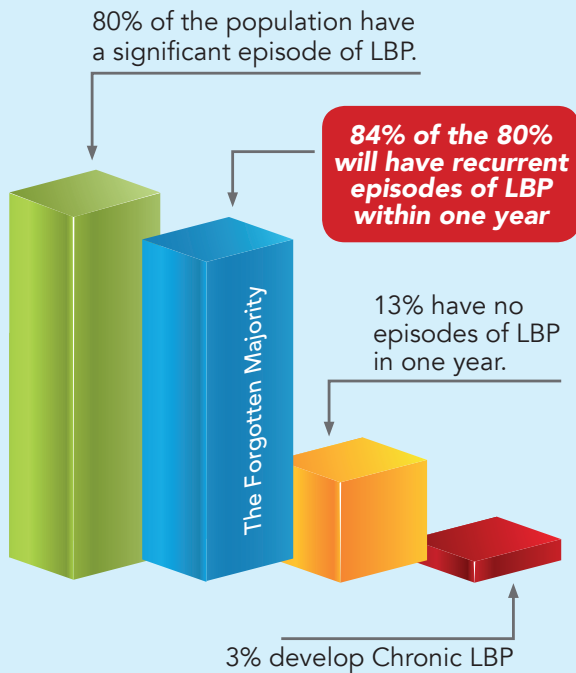 80% of the population have
a significant episode of LBP.
84% of the 80%
will have recurrent
episodes of LBP
within one year
13% have no
episodes of LBP
in one year.
The Forgotten Majority
3% develop Chronic LBP